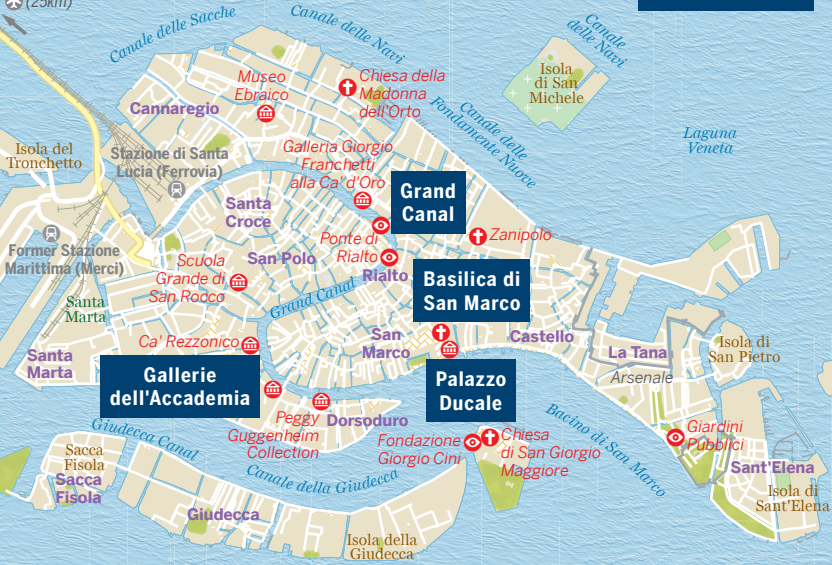 (25km)
Canale delle Sacche
Canale delle Navi
Canale
delle Navi
Museo
Ebraico
Chiesa della
Madonna
dell'Orto
Isola
di San
Michele
Cannaregio
Canale delle
Fondamente Nuove
Laguna
Veneta
Isola del
Tronchetto
Stazione di Santa
Lucia (Ferrovia)
Galleria Giorgio
Franchetti
alla Ca' d'Oro
Grand
Canal
Santa
Croce
Zanipolo
Former Stazione
Marittima (Merci)
Ponte di
Rialto
San Polo
Scuola
Grande di
San Rocco
Rialto
Basilica di
San Marco
Grand Canal
Santa
Marta
Ca' Rezzonico
San
Marco
Castello
Isola di
San Pietro
La Tana
Santa
Marta
Gallerie
dell'Accademia
Palazzo
Ducale
Arsenale
Peggy
Guggenheim
Collection
Dorsoduro
Bacino di San Marco
Giudecca Canal
Fondazione
Giorgio Cini
Chiesa
di San Giorgio
Maggiore
Giardini
Pubblici
Sacca
Fisola
Sacca
Fisola
Canale della Giudecca
Sant'Elena
Isola di
Sant'Elena
Giudecca
Isola della
Giudecca